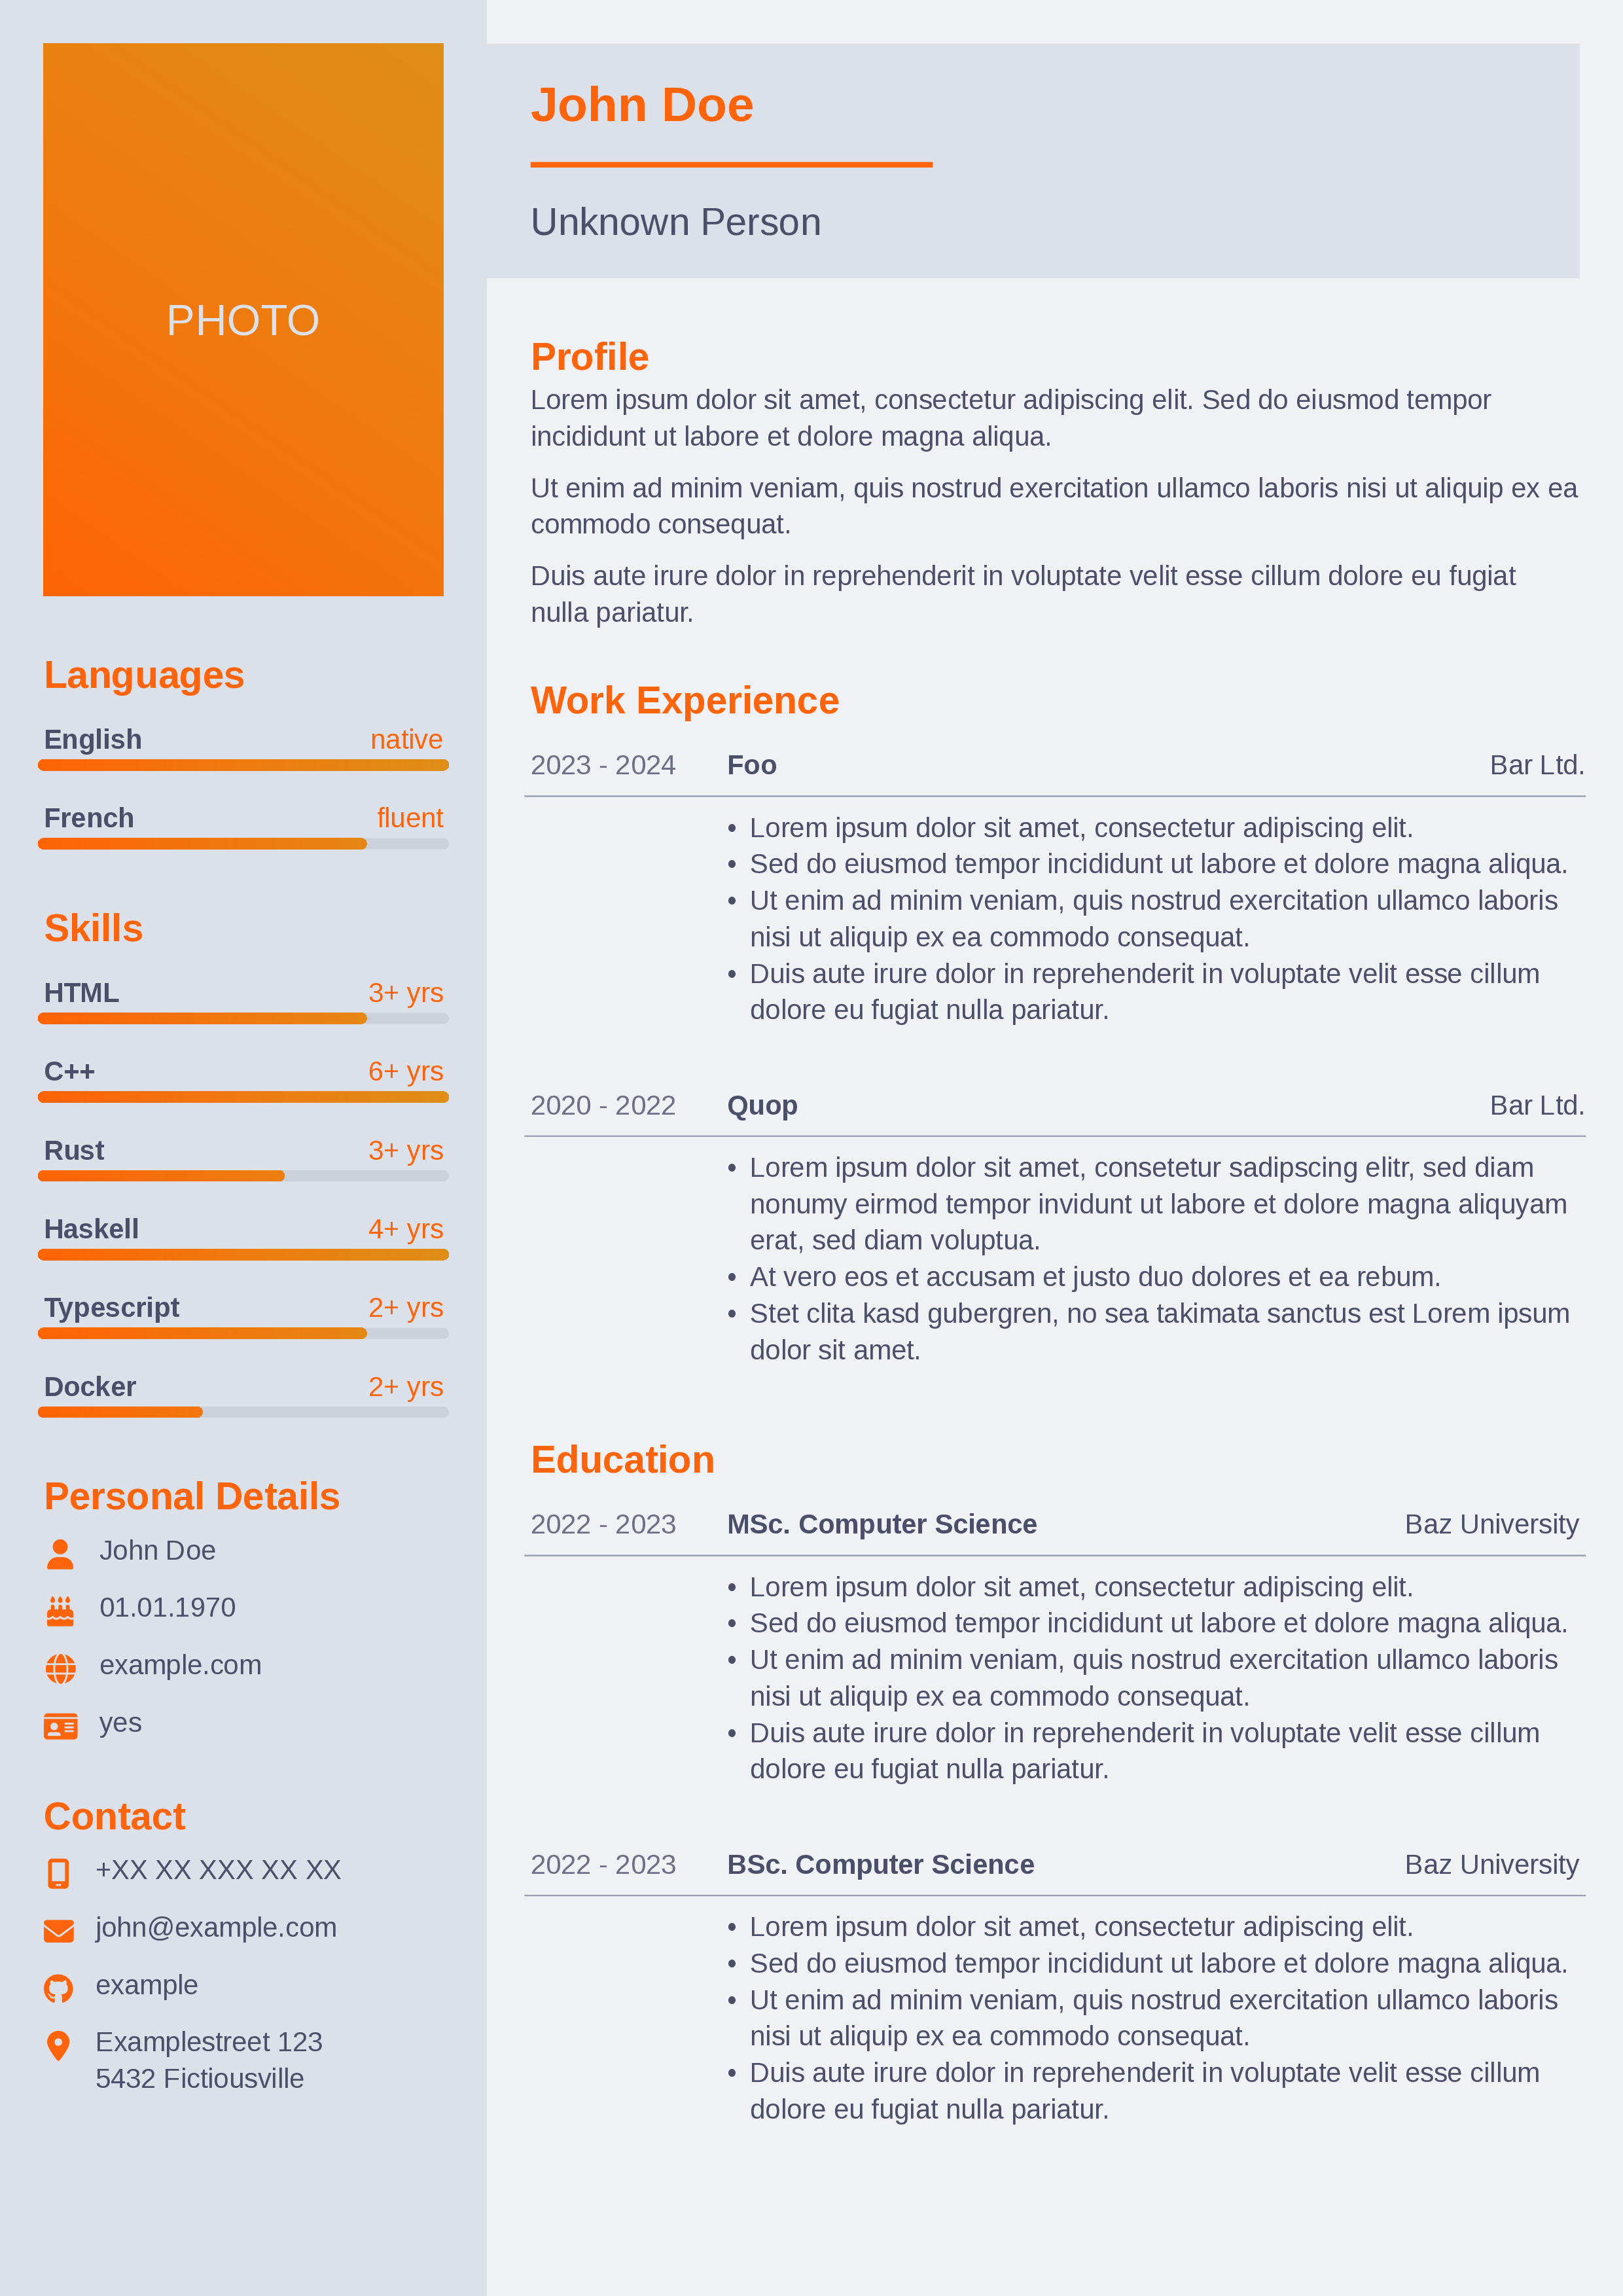 PHOTO
Languages
English native
French fluent
Skills
HTML 3+ yrs
C++ 6+ yrs
Rust 3+ yrs
Haskell 4+ yrs
Typescript 2+ yrs
Docker 2+ yrs
Personal Details
John Doe
01.01.1970
example.com
yes
Contact
+XX XX XXX XX XX
john@example.com
example
Examplestreet 123
5432 Fictiousville
John Doe
Unknown Person
Profile
Lorem ipsum dolor sit amet, consectetur adipiscing elit. Sed do eiusmod tempor
incididunt ut labore et dolore magna aliqua.
Ut enim ad minim veniam, quis nostrud exercitation ullamco laboris nisi ut aliquip ex ea
commodo consequat.
Duis aute irure dolor in reprehenderit in voluptate velit esse cillum dolore eu fugiat
nulla pariatur.
Work Experience
2023 - 2024 Foo Bar Ltd.
• Lorem ipsum dolor sit amet, consectetur adipiscing elit.
• Sed do eiusmod tempor incididunt ut labore et dolore magna aliqua.
• Ut enim ad minim veniam, quis nostrud exercitation ullamco laboris
nisi ut aliquip ex ea commodo consequat.
• Duis aute irure dolor in reprehenderit in voluptate velit esse cillum
dolore eu fugiat nulla pariatur.
2020 - 2022 Quop Bar Ltd.
• Lorem ipsum dolor sit amet, consetetur sadipscing elitr, sed diam
nonumy eirmod tempor invidunt ut labore et dolore magna aliquyam
erat, sed diam voluptua.
• At vero eos et accusam et justo duo dolores et ea rebum.
• Stet clita kasd gubergren, no sea takimata sanctus est Lorem ipsum
dolor sit amet.
Education
2022 - 2023 MSc. Computer Science Baz University
• Lorem ipsum dolor sit amet, consectetur adipiscing elit.
• Sed do eiusmod tempor incididunt ut labore et dolore magna aliqua.
• Ut enim ad minim veniam, quis nostrud exercitation ullamco laboris
nisi ut aliquip ex ea commodo consequat.
• Duis aute irure dolor in reprehenderit in voluptate velit esse cillum
dolore eu fugiat nulla pariatur.
2022 - 2023 BSc. Computer Science Baz University
• Lorem ipsum dolor sit amet, consectetur adipiscing elit.
• Sed do eiusmod tempor incididunt ut labore et dolore magna aliqua.
• Ut enim ad minim veniam, quis nostrud exercitation ullamco laboris
nisi ut aliquip ex ea commodo consequat.
• Duis aute irure dolor in reprehenderit in voluptate velit esse cillum
dolore eu fugiat nulla pariatur.